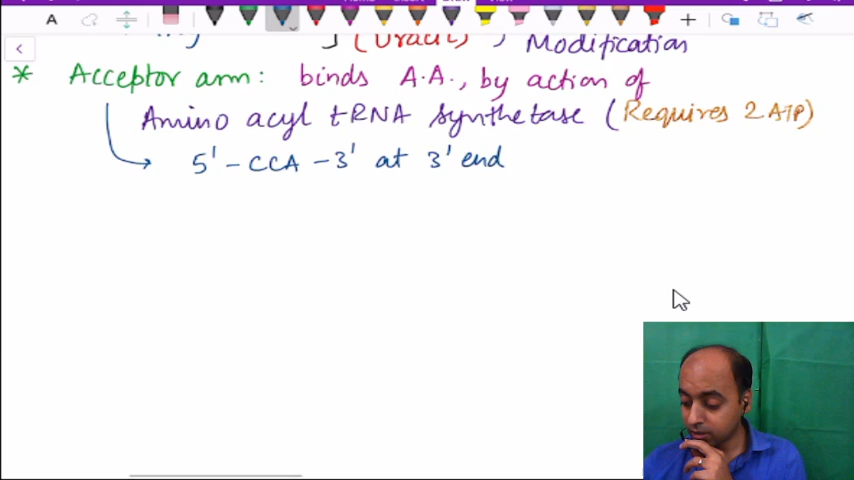 ] (Uracil) , Modification
* Acceptor arm: binds A.A., by action of
Amino acyl tRNA synthetase (Requires 2 ATP)
5' - CCA - 3' at 3' end